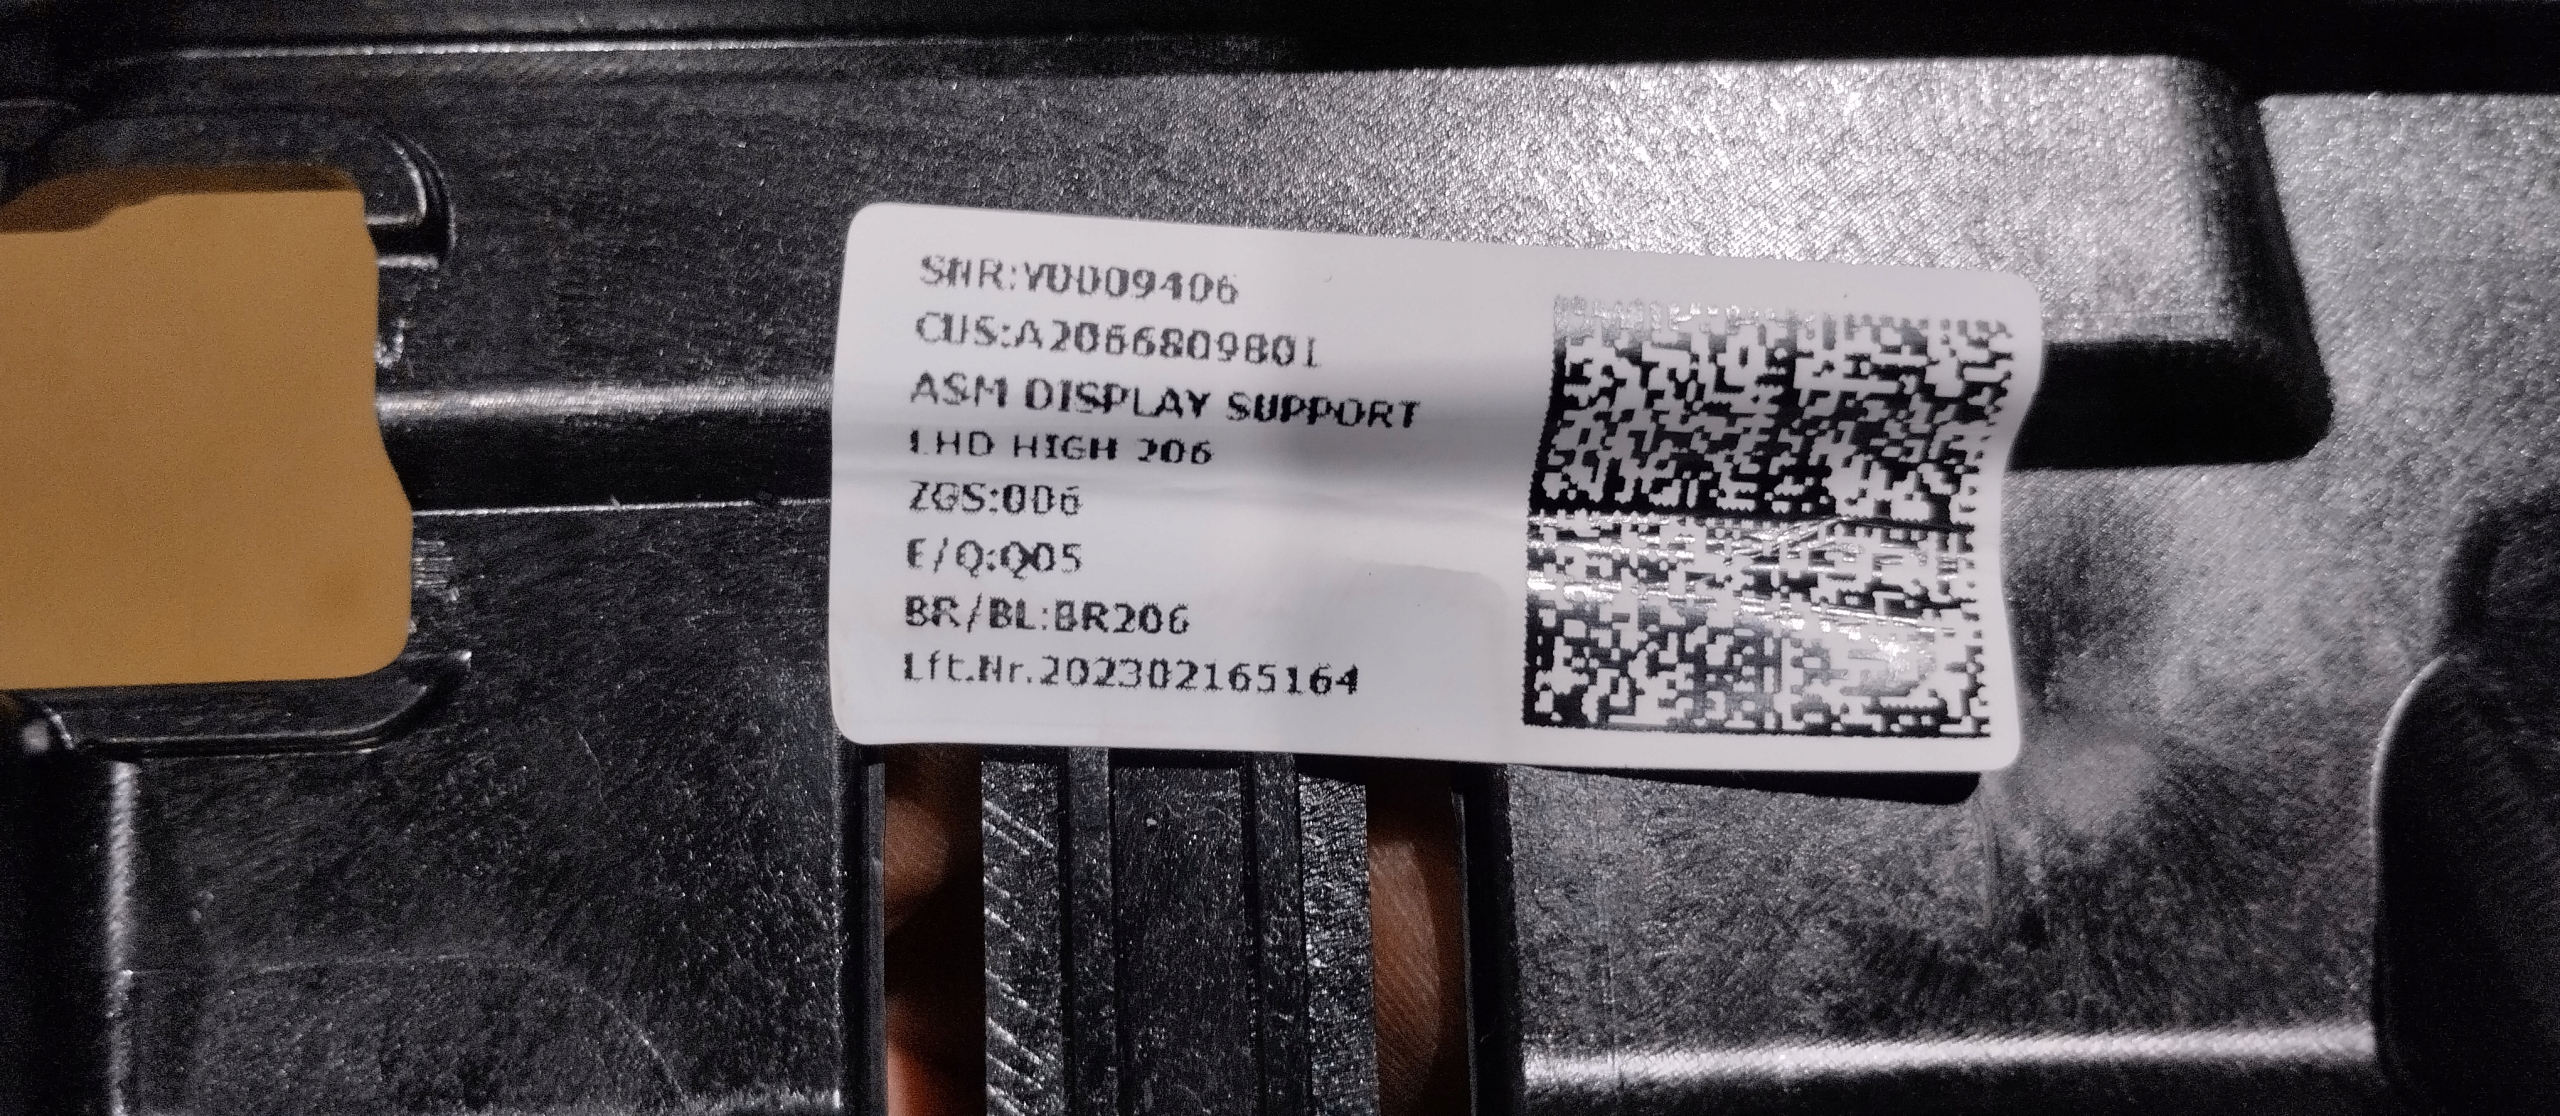 SNR:Y0009406
CUS:A2066809801
ASM DISPLAY SUPPORT
LHD HIGH 206
ZGS:006
E/Q:Q05
BR/BL:BR206
Lft.Nr.202302165164